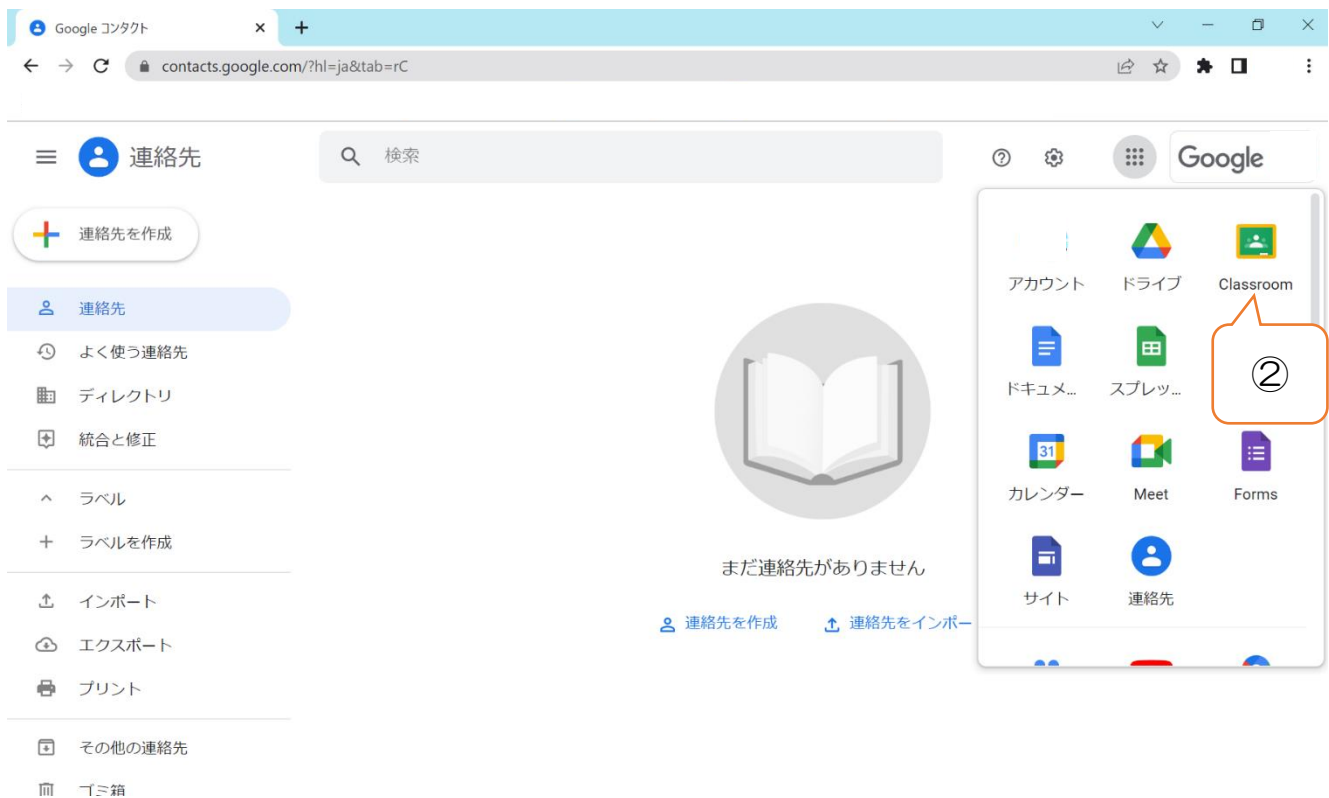 Google コンタクト
contacts.google.com/?hl=ja&tab=rC
連絡先
検索
Google
連絡先を作成
連絡先
よく使う連絡先
ディレクトリ
統合と修正
ラベル
ラベルを作成
インポート
エクスポート
プリント
その他の連絡先
ゴミ箱
まだ連絡先がありません
連絡先を作成
連絡先をインポー
アカウント
ドライブ
Classroom
ドキュメ...
スプレッ...
②
31
カレンダー
Meet
Forms
サイト
連絡先